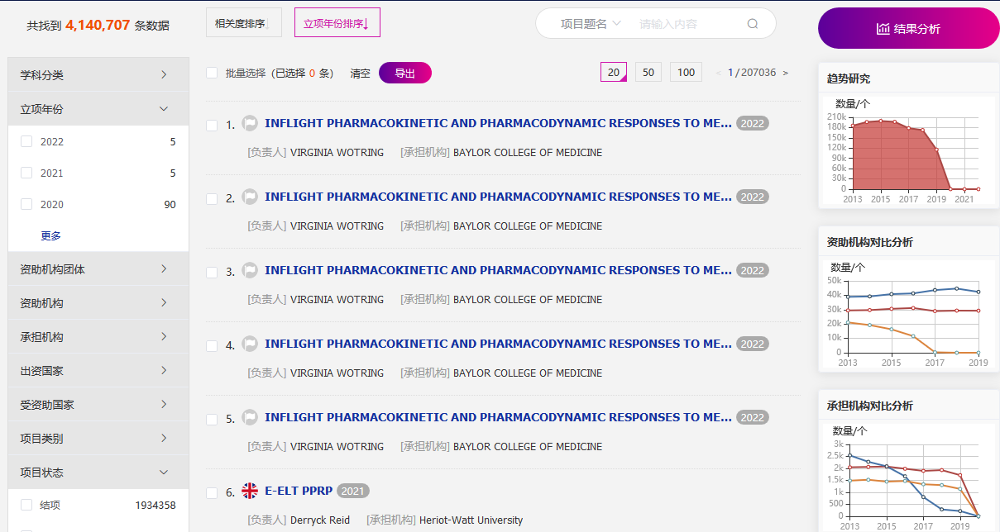 共找到 4,140,707 条数据
相关度排序↓ 立项年份排序↓
项目题名 请输入内容
结果分析
学科分类
立项年份
2022 5
2021 5
2020 90
更多
资助机构团体
资助机构
承担机构
出资国家
受资助国家
项目类别
项目状态
结项 1934358
批量选择 (已选择 0 条) 清空 导出
20 50 100 < 1 / 207036 >
1. INFLIGHT PHARMACOKINETIC AND PHARMACODYNAMIC RESPONSES TO ME... 2022
[负责人] VIRGINIA WOTRING [承担机构] BAYLOR COLLEGE OF MEDICINE
2. INFLIGHT PHARMACOKINETIC AND PHARMACODYNAMIC RESPONSES TO ME... 2022
[负责人] VIRGINIA WOTRING [承担机构] BAYLOR COLLEGE OF MEDICINE
3. INFLIGHT PHARMACOKINETIC AND PHARMACODYNAMIC RESPONSES TO ME... 2022
[负责人] VIRGINIA WOTRING [承担机构] BAYLOR COLLEGE OF MEDICINE
4. INFLIGHT PHARMACOKINETIC AND PHARMACODYNAMIC RESPONSES TO ME... 2022
[负责人] VIRGINIA WOTRING [承担机构] BAYLOR COLLEGE OF MEDICINE
5. INFLIGHT PHARMACOKINETIC AND PHARMACODYNAMIC RESPONSES TO ME... 2022
[负责人] VIRGINIA WOTRING [承担机构] BAYLOR COLLEGE OF MEDICINE
6. E-ELT PPRP 2021
[负责人] Derryck Reid [承担机构] Heriot-Watt University
趋势研究
数量/个
210k
180k
150k
120k
90k
60k
30k
0
2013 2015 2017 2019 2021
资助机构对比分析
数量/个
50k
40k
30k
20k
10k
0
2013 2015 2017 2019
承担机构对比分析
数量/个
3k
2.5k
2k
1.5k
1k
500
0
2013 2015 2017 2019